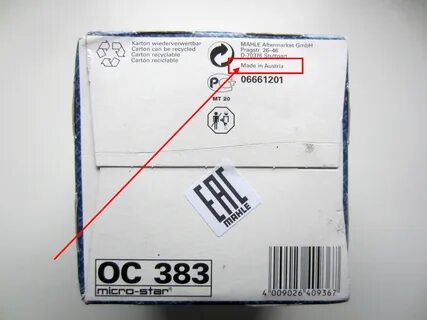 Karton wiederverwertbar
Carton can be recycled
Carton recyclable
Carton reciclable
MAHLE Aftermarket GmbH
Pragstr. 26-46
D-70376 Stuttgart
Made in Austria
06661201
MT 20
EAC
MAHLE
OC 383
micro-star®
4 009026 409367